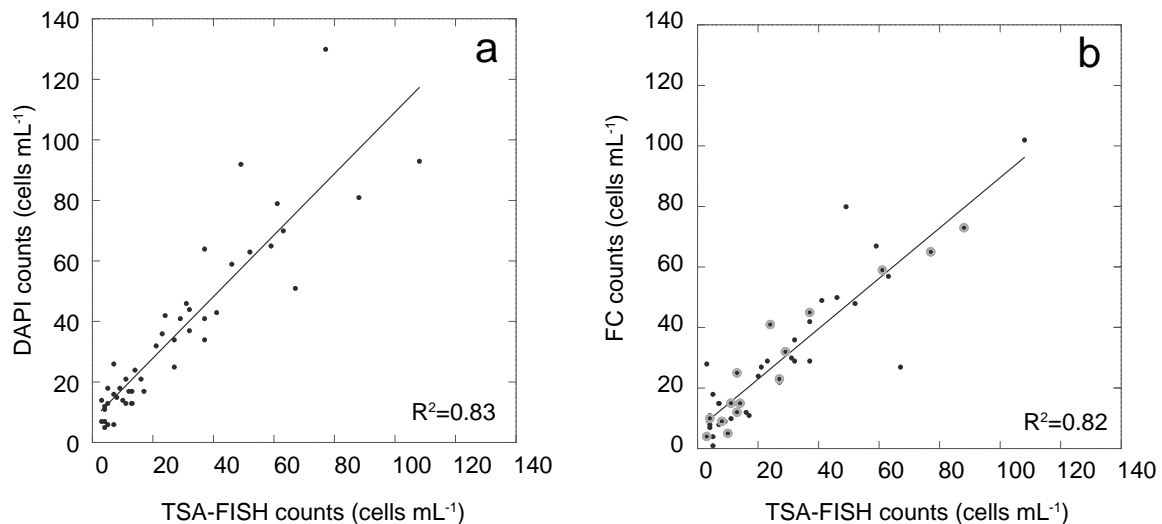 a
140
120
100
80
60
40
20
0
DAPI counts (cells mL⁻¹)
R²=0.83
0 20 40 60 80 100 120 140
TSA-FISH counts (cells mL⁻¹)
b
140
120
100
80
60
40
20
0
FC counts (cells mL⁻¹)
R²=0.82
0 20 40 60 80 100 120 140
TSA-FISH counts (cells mL⁻¹)